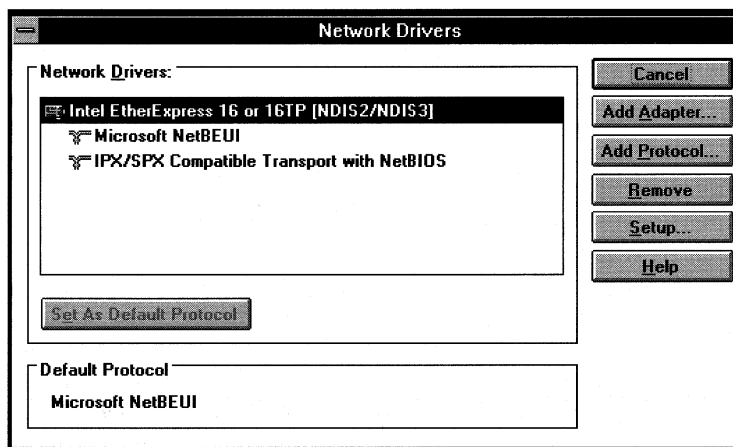 Network Drivers
Network Drivers:
Intel EtherExpress 16 or 16TP [NDIS2/NDIS3]
Microsoft NetBEUI
IPX/SPX Compatible Transport with NetBIOS
Set As Default Protocol
Default Protocol
Microsoft NetBEUI
Cancel
Add Adapter...
Add Protocol...
Remove
Setup...
Help